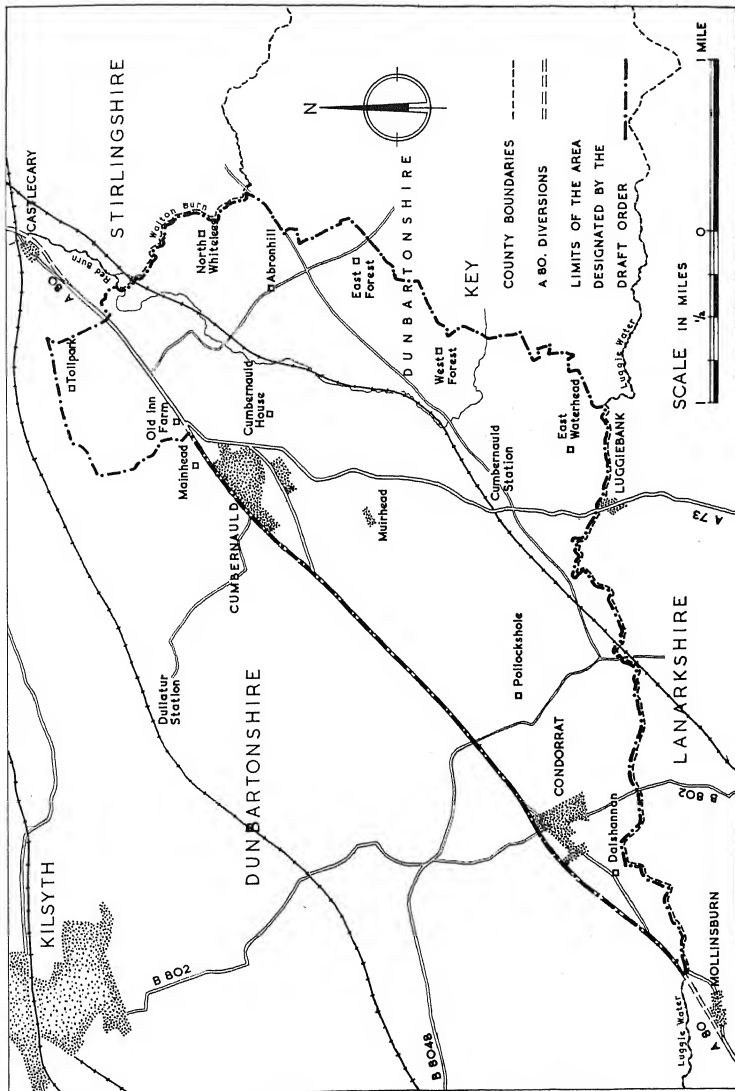 KILSYTH
CASTLECARY
STIRLINGSHIRE
A 80
Red Burn
Walton Burn
Tollpark
North
Whitelees
Old Inn
Farm
Mainhead
Abronhill
Cumbernauld
House
East
Forest
DUNBARTONSHIRE
CUMBERNAULD
Dullatur
Station
Muirhead
West
Forest
DUNBARTONSHIRE
B 802
Cumbernauld
Station
East
Waterhead
Luggie Water
LUGGIEBANK
A 73
Pollockshole
B 8048
CONDORRAT
Dalshannan
B 802
LANARKSHIRE
Luggie Water
MOLLINSBURN
A 80
N
KEY
COUNTY BOUNDARIES
A 80. DIVERSIONS
LIMITS OF THE AREA
DESIGNATED BY THE
DRAFT ORDER
SCALE IN MILES
1 ½ 0 1 MILE